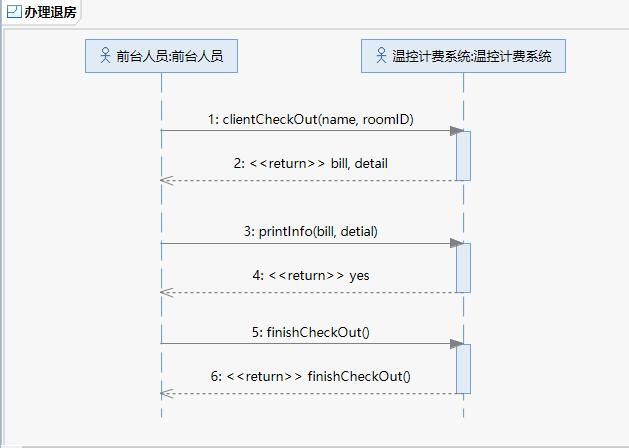 办理退房
前台人员:前台人员
温控计费系统:温控计费系统
1: clientCheckOut(name, roomID)
2: <<return>> bill, detail
3: printInfo(bill, detial)
4: <<return>> yes
5: finishCheckOut()
6: <<return>> finishCheckOut()